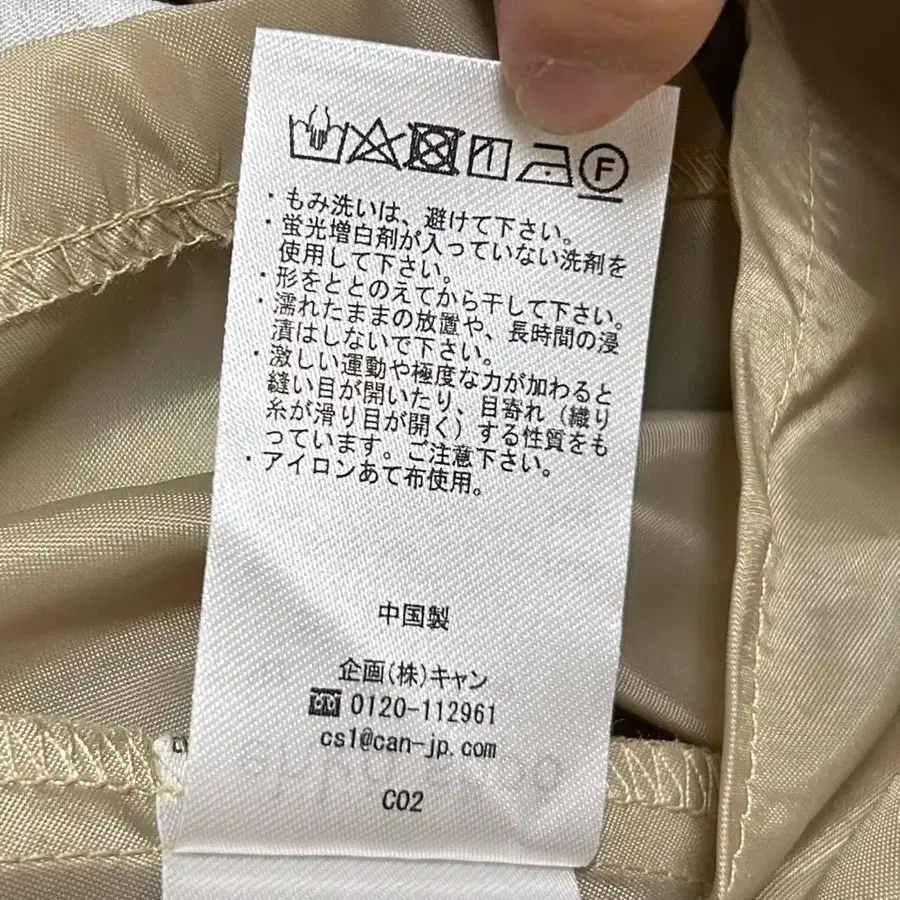 F
・もみ洗いは、避けて下さい。
・蛍光増白剤が入っていない洗剤を
使用して下さい。
・形をととのえてから干して下さい。
・濡れたままの放置や、長時間の浸
漬はしないで下さい。
・激しい運動や極度な力が加わると
縫い目が開いたり、目寄れ（織り
糸が滑り目が開く）する性質をも
っています。ご注意下さい。
・アイロンあて布使用。
中国製
企画(株)キャン
0120-112961
cs1@can-jp.com
C02